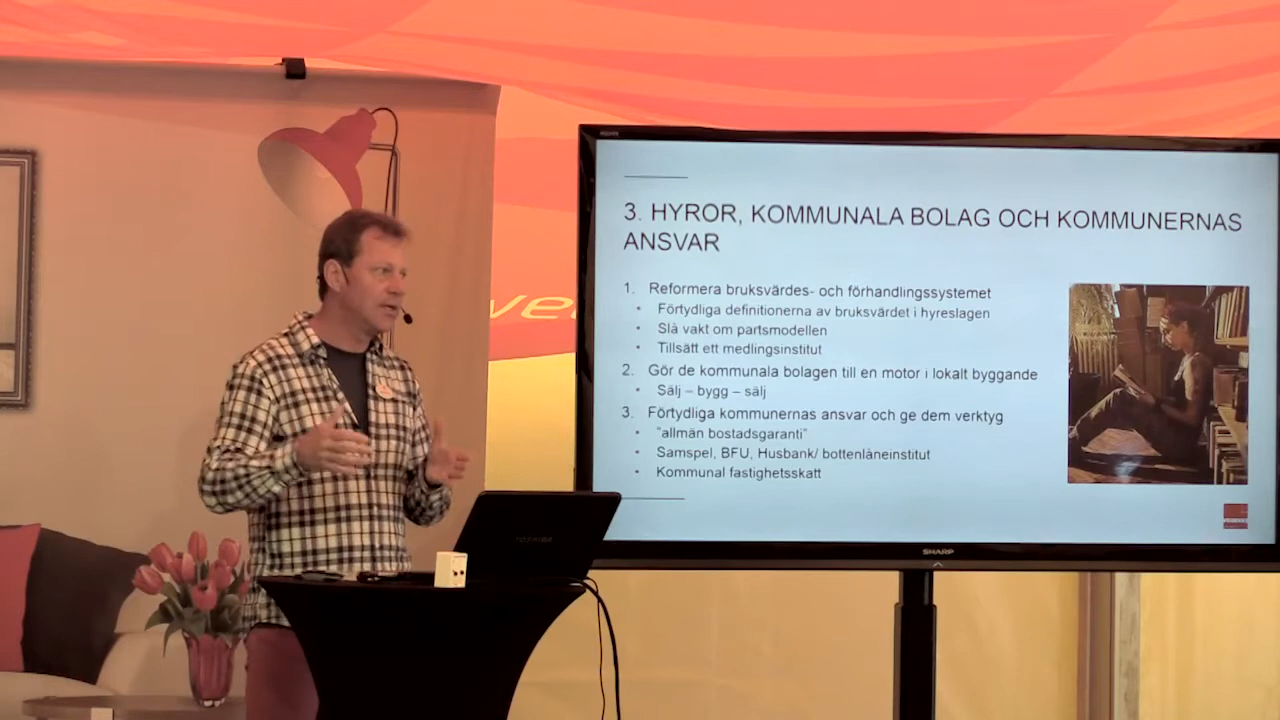 3. HYROR, KOMMUNALA BOLAG OCH KOMMUNERNAS
ANSVAR
1. Reformera bruksvärdes- och förhandlingssystemet
• Förtydliga definitionerna av bruksvärdet i hyreslagen
• Slå vakt om partsmodellen
• Tillsätt ett medlingsinstitut
2. Gör de kommunala bolagen till en motor i lokalt byggande
• Sälj – bygg – sälj
3. Förtydliga kommunernas ansvar och ge dem verktyg
• ”allmän bostadsgaranti”
• Samspel, BFU, Husbank/ bottenlåneinstitut
• Kommunal fastighetsskatt
SHARP
TOSHIBA